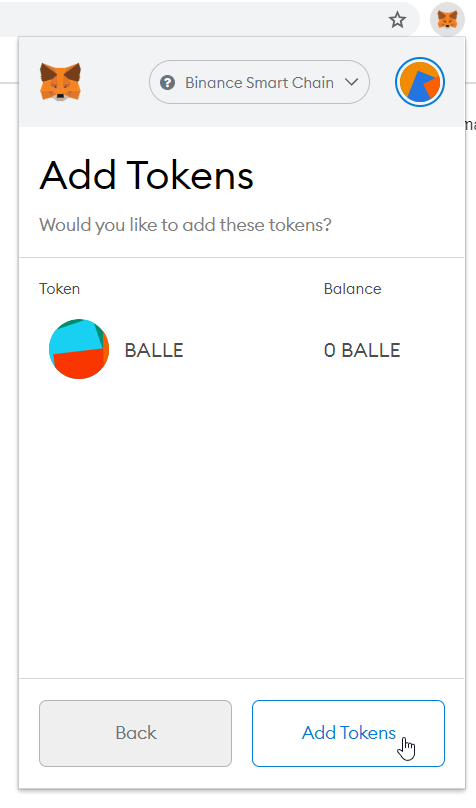 Binance Smart Chain
Add Tokens
Would you like to add these tokens?
Token Balance
BALLE 0 BALLE
Back Add Tokens